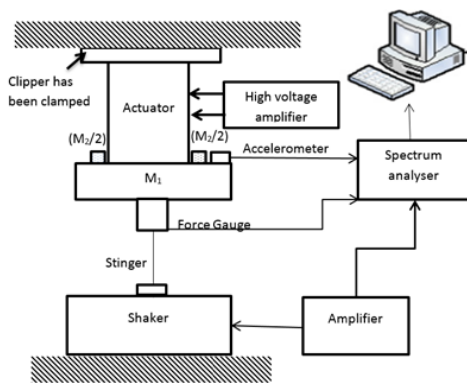 Clipper has
been clamped
Actuator
High voltage
amplifier
(M₂/2)
(M₂/2)
Accelerometer
Spectrum
analyser
M₁
Force Gauge
Stinger
Shaker
Amplifier